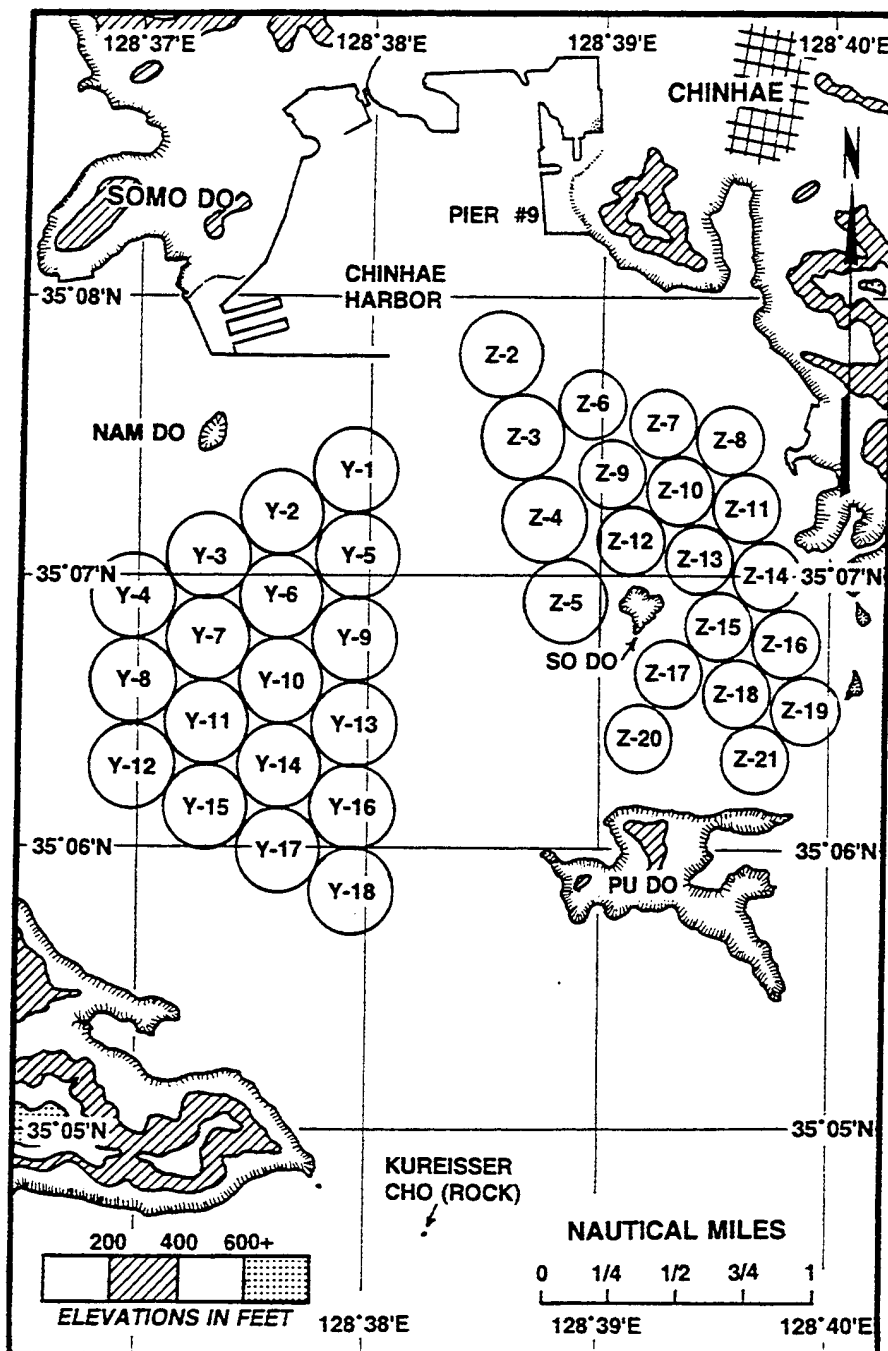 128°37'E 128°38'E 128°39'E 128°40'E
CHINHAE
N
SOMO DO
PIER #9
CHINHAE
HARBOR
35°08'N
Z-2
Z-6
Z-7
NAM DO
Z-3
Z-8
Y-1
Z-9
Z-10
Y-2
Z-11
Z-4
Z-12
Y-3
Y-5
Z-13
35°07'N
Z-14
35°07'N
Y-4
Y-6
Z-5
Z-15
Y-7
Y-9
Z-16
SO DO
Z-17
Y-8
Y-10
Z-18
Z-19
Y-11
Y-13
Z-20
Z-21
Y-12
Y-14
Y-15
Y-16
35°06'N
Y-17
35°06'N
PU DO
Y-18
35°05'N
35°05'N
KUREISSER
CHO (ROCK)
NAUTICAL MILES
200 400 600+
0 1/4 1/2 3/4 1
ELEVATIONS IN FEET
128°38'E 128°39'E 128°40'E